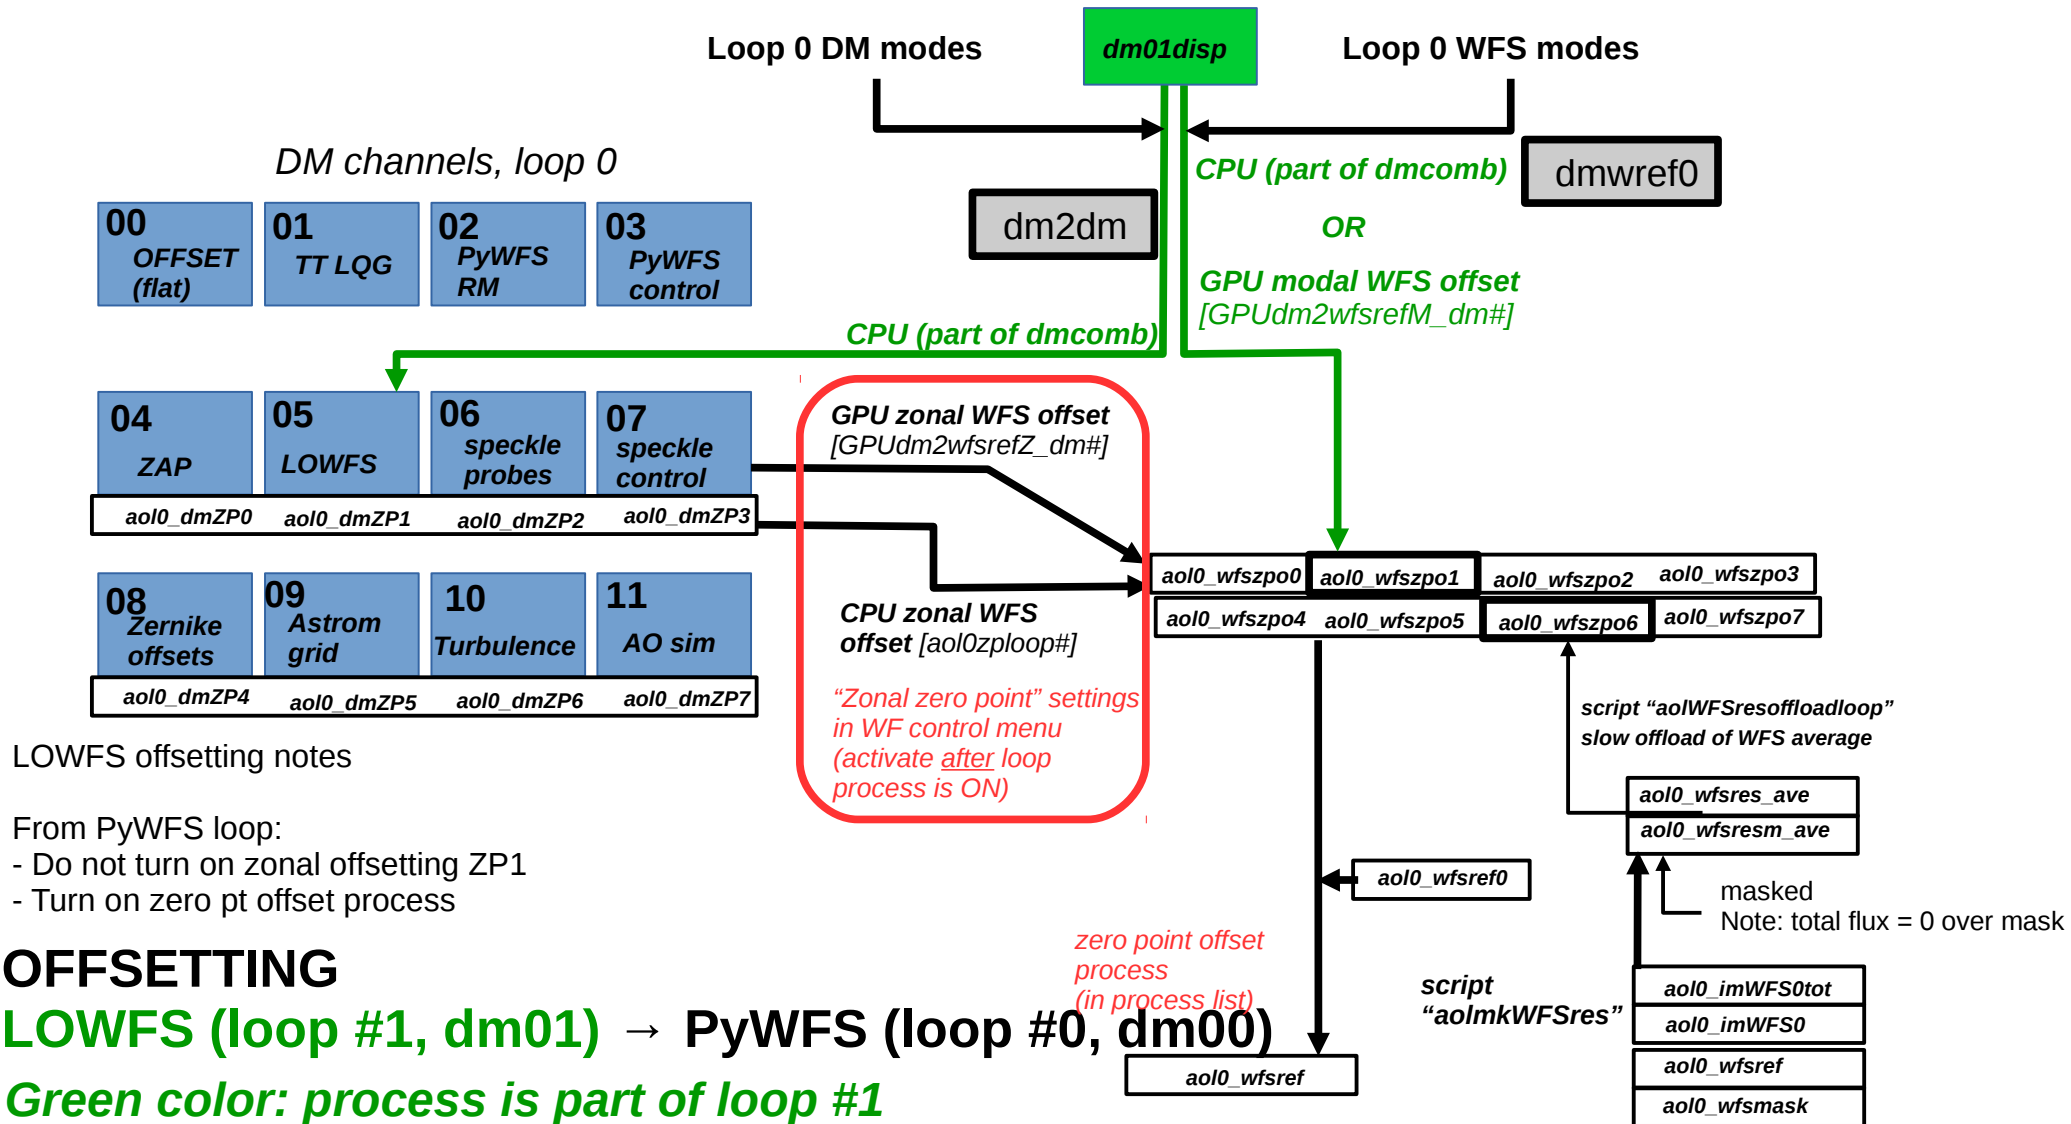 Loop 0 DM modes
dm01disp
Loop 0 WFS modes
DM channels, loop 0
CPU (part of dmcomb)
dmwref0
dm2dm
OR
GPU modal WFS offset
[GPUdm2wfsrefM_dm#]
CPU (part of dmcomb)
00
OFFSET
(flat)
01
TT LQG
02
PyWFS
RM
03
PyWFS
control
04
ZAP
05
LOWFS
06
speckle
probes
07
speckle
control
aol0_dmZP0
aol0_dmZP1
aol0_dmZP2
aol0_dmZP3
08
Zernike
offsets
09
Astrom
grid
10
Turbulence
11
AO sim
aol0_dmZP4
aol0_dmZP5
aol0_dmZP6
aol0_dmZP7
GPU zonal WFS offset
[GPUdm2wfsrefZ_dm#]
CPU zonal WFS
offset [aol0zploop#]
“Zonal zero point” settings
in WF control menu
(activate after loop
process is ON)
aol0_wfszpo0
aol0_wfszpo1
aol0_wfszpo2
aol0_wfszpo3
aol0_wfszpo4
aol0_wfszpo5
aol0_wfszpo6
aol0_wfszpo7
script “aolWFSresoffloadloop”
slow offload of WFS average
aol0_wfsres_ave
aol0_wfsresm_ave
masked
Note: total flux = 0 over mask
aol0_wfsref0
zero point offset
process
(in process list)
script
“aolmkWFSres”
aol0_imWFS0tot
aol0_imWFS0
aol0_wfsref
aol0_wfsmask
aol0_wfsref
LOWFS offsetting notes
From PyWFS loop:
- Do not turn on zonal offsetting ZP1
- Turn on zero pt offset process
OFFSETTING
LOWFS (loop #1, dm01) → PyWFS (loop #0, dm00)
Green color: process is part of loop #1